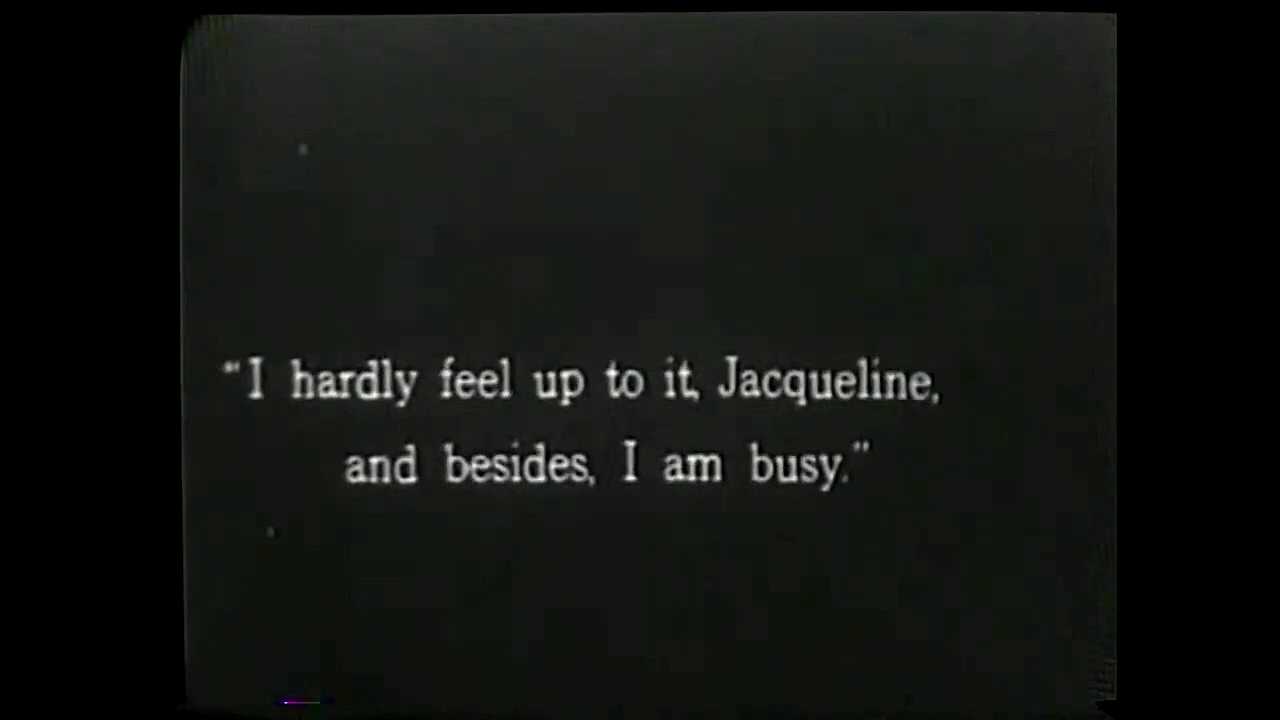 "I hardly feel up to it, Jacqueline,
and besides, I am busy."